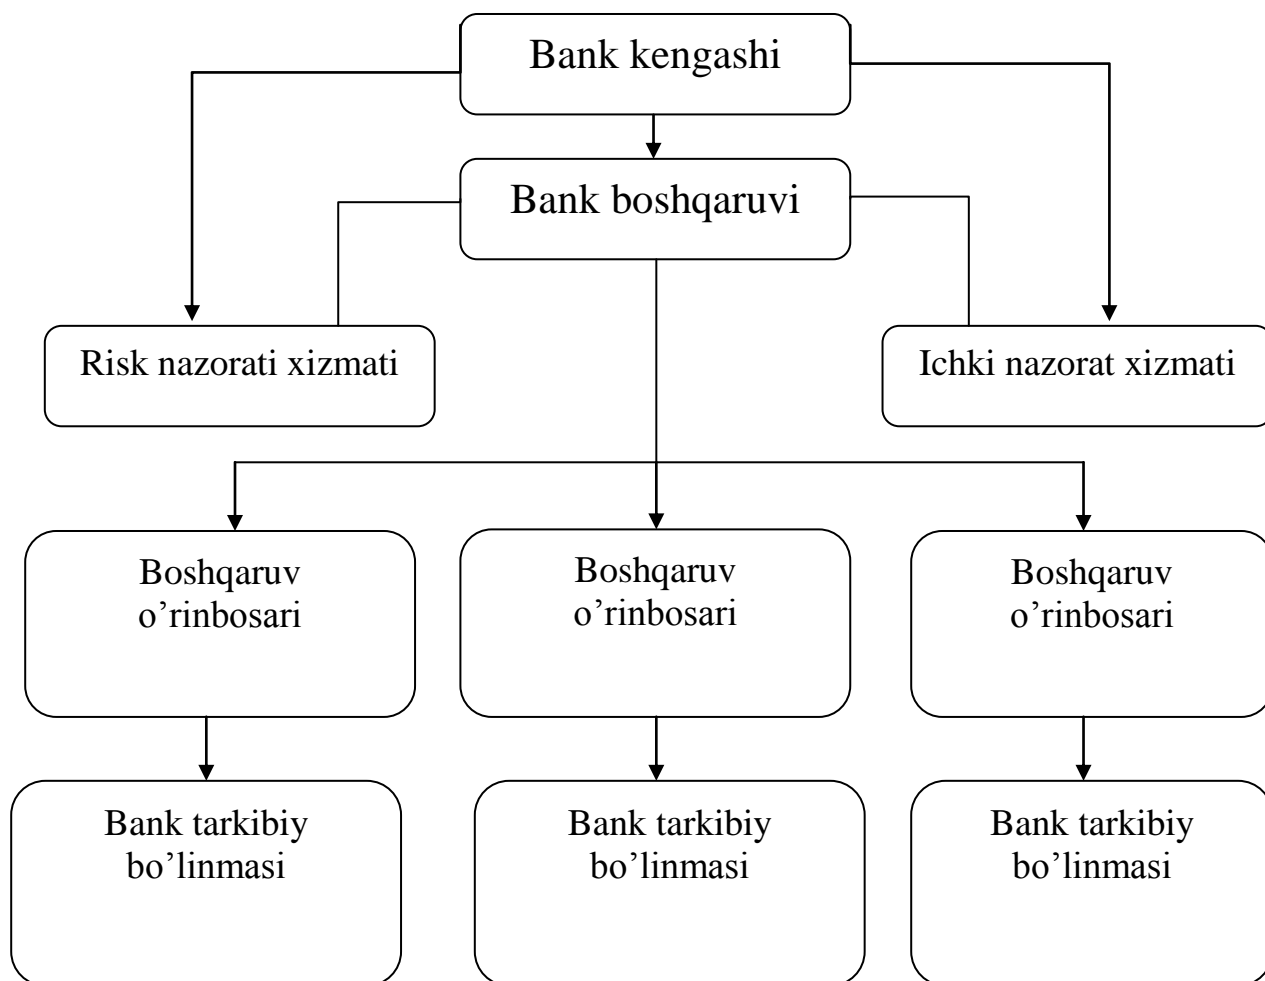 Bank kengashi
Bank boshqaruvi
Risk nazorati xizmati
Ichki nazorat xizmati
Boshqaruv
o’rinbosari
Boshqaruv
o’rinbosari
Boshqaruv
o’rinbosari
Bank tarkibiy
bo’linmasi
Bank tarkibiy
bo’linmasi
Bank tarkibiy
bo’linmasi